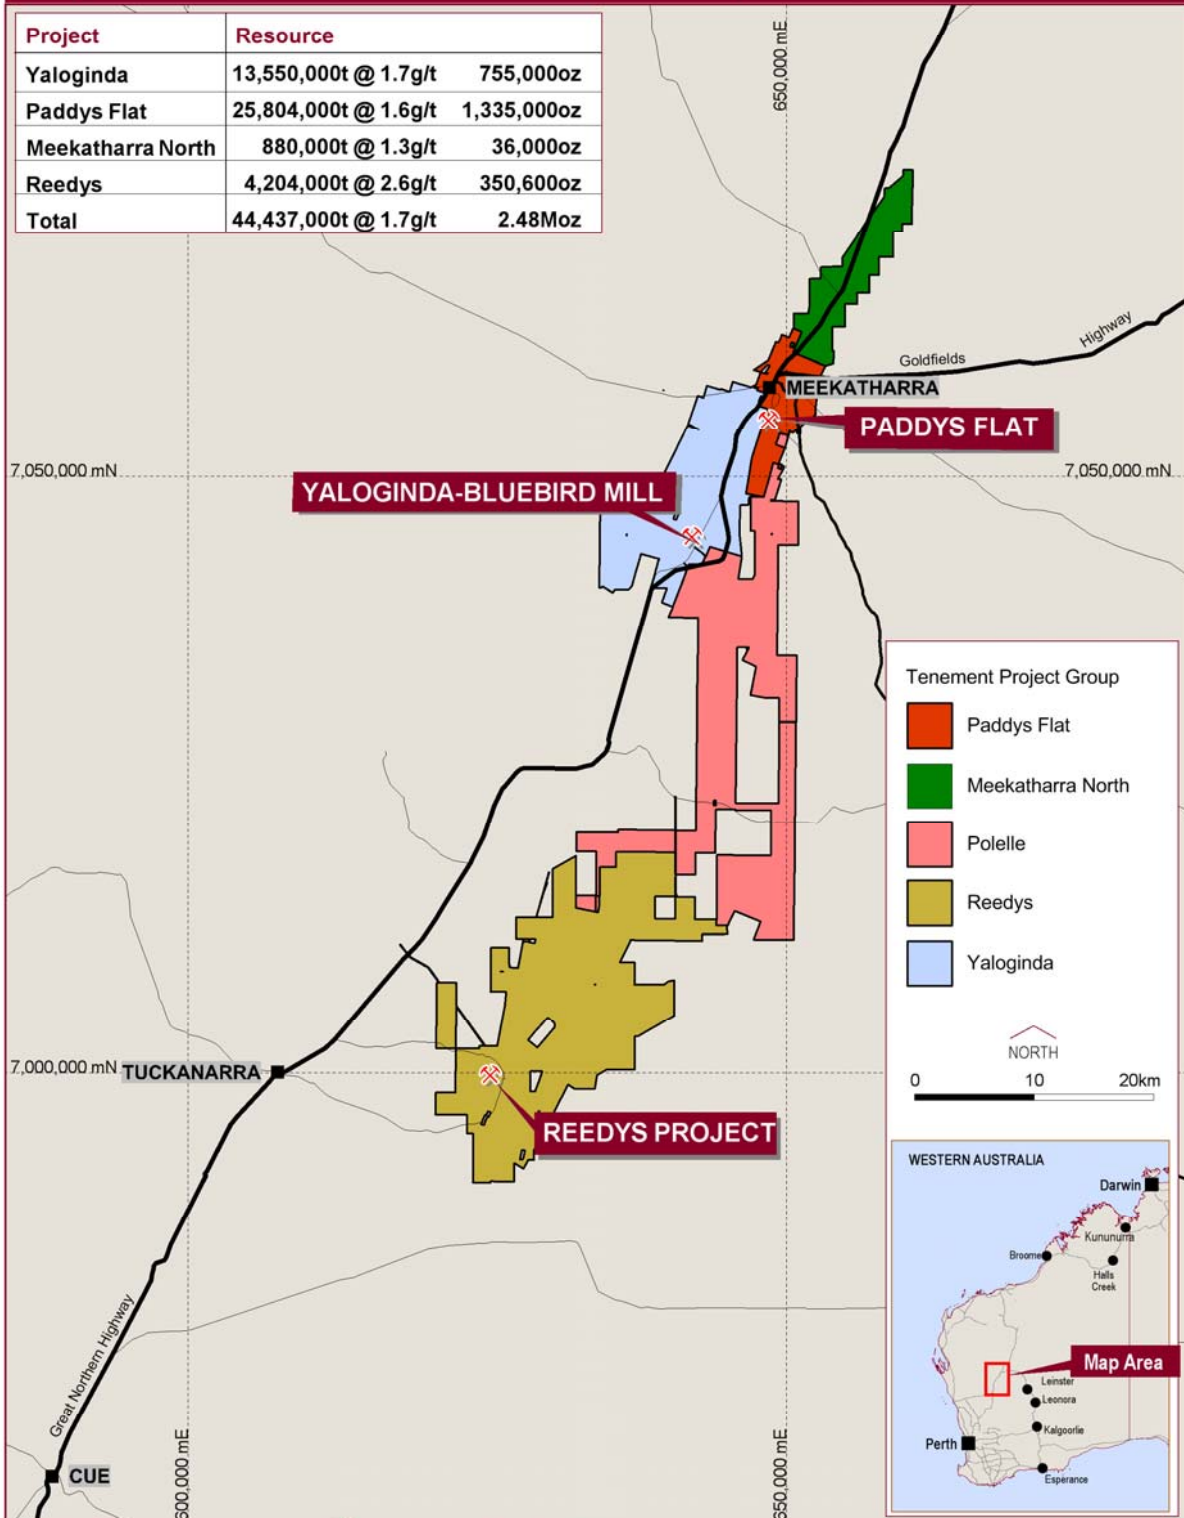 Project Resource
Yaloginda 13,550,000t @ 1.7g/t 755,000oz
Paddys Flat 25,804,000t @ 1.6g/t 1,335,000oz
Meekatharra North 880,000t @ 1.3g/t 36,000oz
Reedys 4,204,000t @ 2.6g/t 350,600oz
Total 44,437,000t @ 1.7g/t 2.48Moz
650,000 mE
Goldfields Highway
MEEKATHARRA
PADDYS FLAT
7,050,000 mN
7,050,000 mN
YALOGINDA-BLUEBIRD MILL
Tenement Project Group
Paddys Flat
Meekatharra North
Polelle
Reedys
Yaloginda
NORTH
0 10 20km
7,000,000 mN
TUCKANARRA
REEDYS PROJECT
WESTERN AUSTRALIA
Darwin
Kununurra
Broome
Halls
Creek
Map Area
Leinster
Leonora
Kalgoorlie
Perth
Esperance
Great Northern Highway
CUE
600,000 mE
650,000 mE